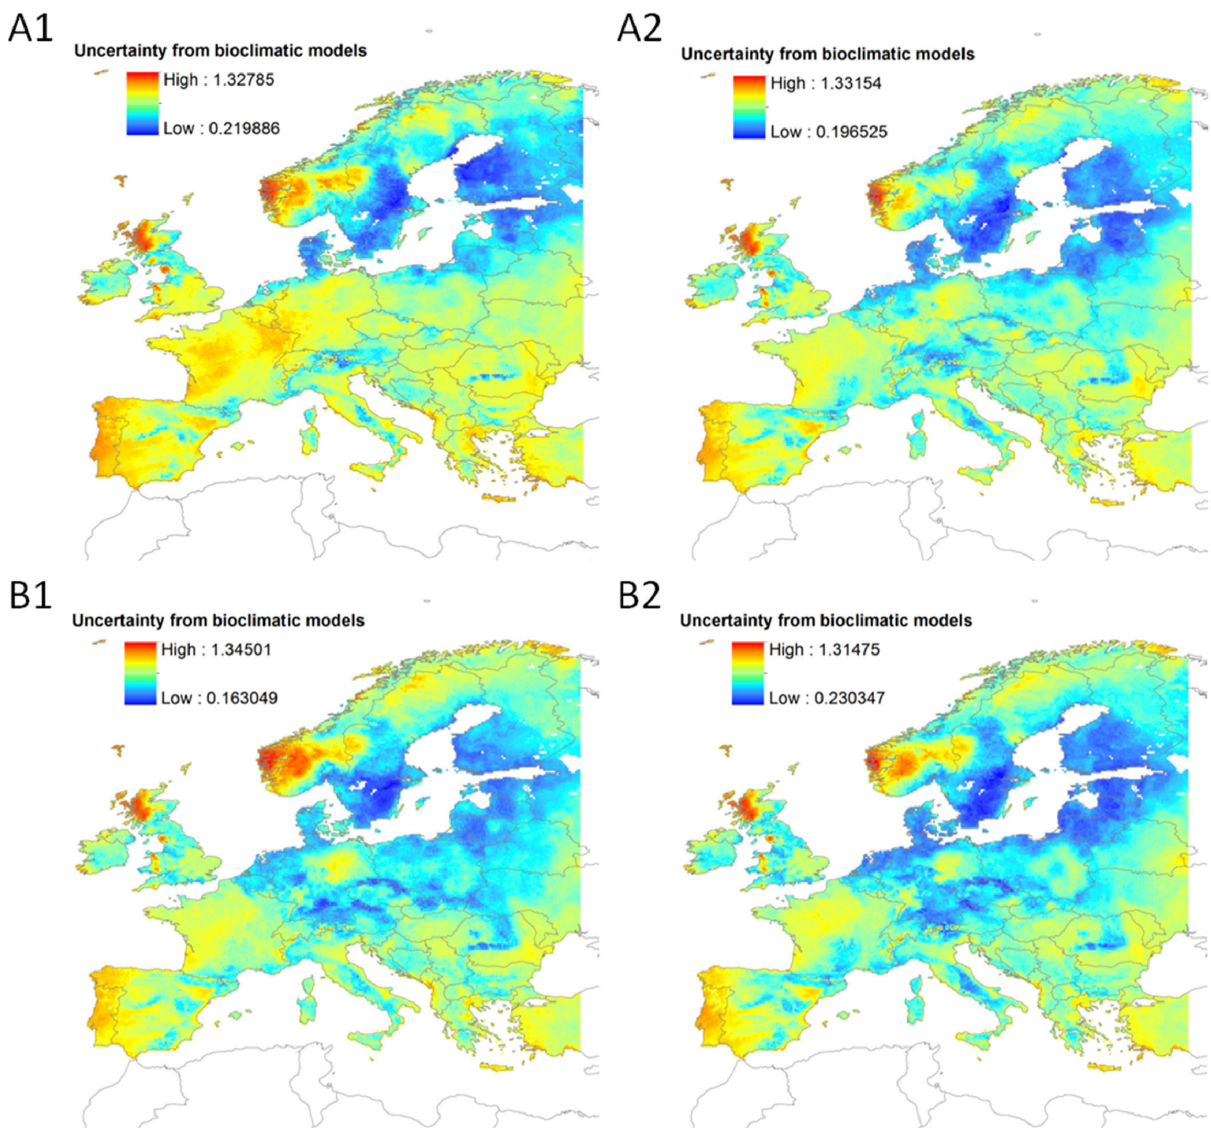 A1
Uncertainty from bioclimatic models
High : 1.32785
Low : 0.219886
A2
Uncertainty from bioclimatic models
High : 1.33154
Low : 0.196525
B1
Uncertainty from bioclimatic models
High : 1.34501
Low : 0.163049
B2
Uncertainty from bioclimatic models
High : 1.31475
Low : 0.230347